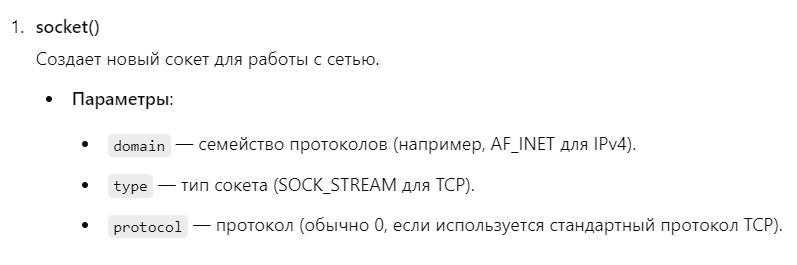 1. socket()
Создает новый сокет для работы с сетью.
• Параметры:
• domain — семейство протоколов (например, AF_INET для IPv4).
• type — тип сокета (SOCK_STREAM для TCP).
• protocol — протокол (обычно 0, если используется стандартный протокол TCP).